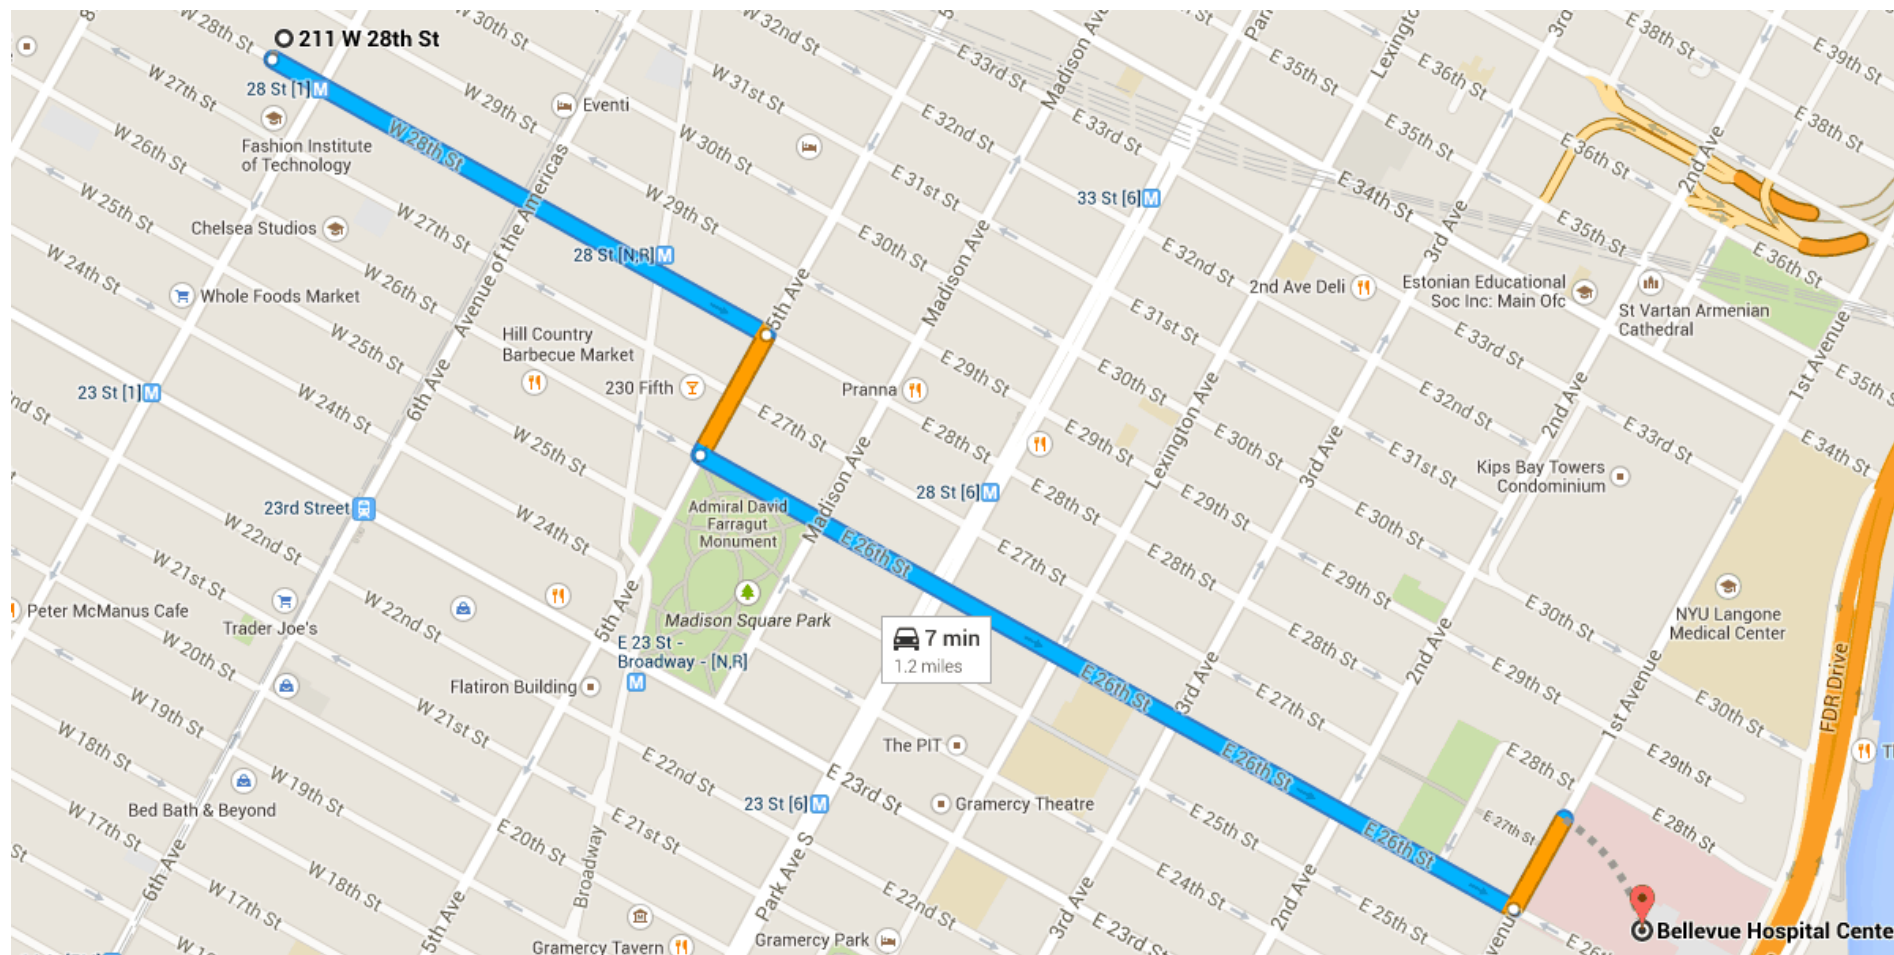 211 W 28th St
W 28th St
W 30th St
W 32nd St
E 33rd St
Madison Ave
E 35th St
E 36th St
E 38th St
E 39th St
28 St [1]
M
W 27th St
W 29th St
Eventi
W 31st St
E 32nd St
E 33rd St
E 35th St
E 36th St
2nd Ave
E 38th St
Fashion Institute
of Technology
W 28th St
W 26th St
W 30th St
Avenue of the Americas
E 31st St
33 St [6]
M
E 34th St
3rd Ave
E 35th St
E 36th St
W 25th St
Chelsea Studios
W 27th St
W 29th St
28 St [N,R]
M
E 30th St
Madison Ave
E 32nd St
2nd Ave Deli
Estonian Educational
Soc Inc: Main Ofc
St Vartan Armenian
Cathedral
W 24th St
Whole Foods Market
W 26th St
5th Ave
E 31st St
E 33rd St
1st Avenue
E 35th St
W 25th St
Hill Country
Barbecue Market
230 Fifth
Pranna
E 29th St
E 30th St
E 32nd St
2nd Ave
23 St [1]
M
6th Ave
W 24th St
E 27th St
E 28th St
E 29th St
Lexington Ave
E 30th St
3rd Ave
E 31st St
E 33rd St
E 34th St
W 25th St
Madison Ave
28 St [6]
M
E 28th St
E 29th St
E 30th St
Kips Bay Towers
Condominium
23rd Street
W 22nd St
W 24th St
Admiral David
Farragut
Monument
E 26th St
E 27th St
E 28th St
E 29th St
E 30th St
W 21st St
Peter McManus Cafe
Trader Joe's
W 22nd St
5th Ave
Madison Square Park
NYU Langone
Medical Center
W 20th St
E 23 St -
Broadway - [N,R]
M
7 min
1.2 miles
E 26th St
3rd Ave
E 28th St
2nd Ave
E 29th St
1st Avenue
FDR Drive
E 30th St
Flatiron Building
W 19th St
W 21st St
E 27th St
W 18th St
The PIT
E 26th St
E 28th St
E 29th St
Bed Bath & Beyond
W 19th St
E 22nd St
23 St [6]
M
E 23rd St
Gramercy Theatre
E 25th St
E 26th St
E 27th St
E 28th St
W 17th St
E 20th St
E 21st St
Broadway
Park Ave S
6th Ave
W 18th St
W 17th St
5th Ave
E 22nd St
3rd Ave
E 24th St
2nd Ave
E 25th St
Gramercy Tavern
Gramercy Park
E 23rd St
E 26th
Bellevue Hospital Cente